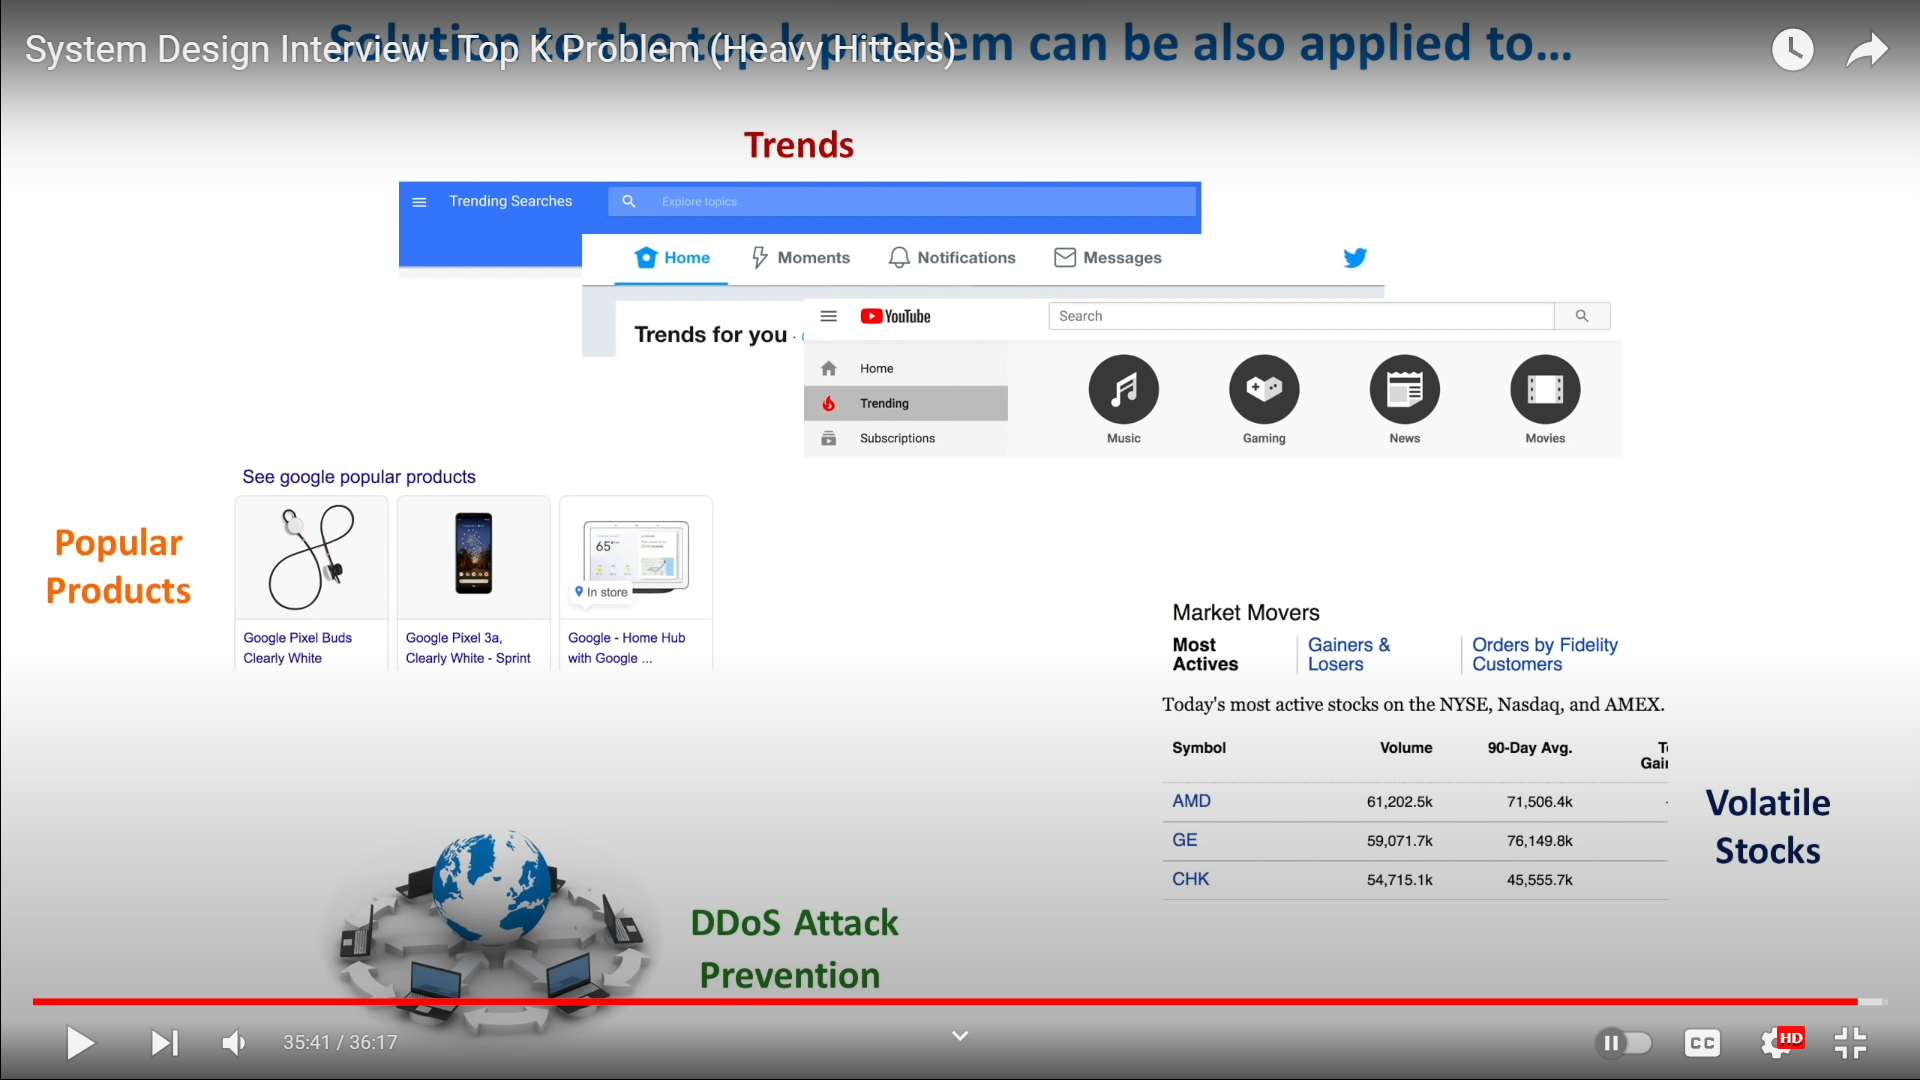 Solution to the top k problem can be also applied to...
System Design Interview - Top K Problem (Heavy Hitters)
Trends
Trending Searches
Explore topics
Home
Moments
Notifications
Messages
Trends for you ·
YouTube
Search
Home
Trending
Subscriptions
Music
Gaming
News
Movies
See google popular products
Popular
Products
65°
In store
Google Pixel Buds
Clearly White
Google Pixel 3a,
Clearly White - Sprint
Google - Home Hub
with Google ...
Market Movers
Most
Actives
Gainers &
Losers
Orders by Fidelity
Customers
Today's most active stocks on the NYSE, Nasdaq, and AMEX.
Symbol Volume 90-Day Avg.
AMD 61,202.5k 71,506.4k
GE 59,071.7k 76,149.8k
CHK 54,715.1k 45,555.7k
Volatile
Stocks
DDoS Attack
Prevention
35:41 / 36:17
CC
HD